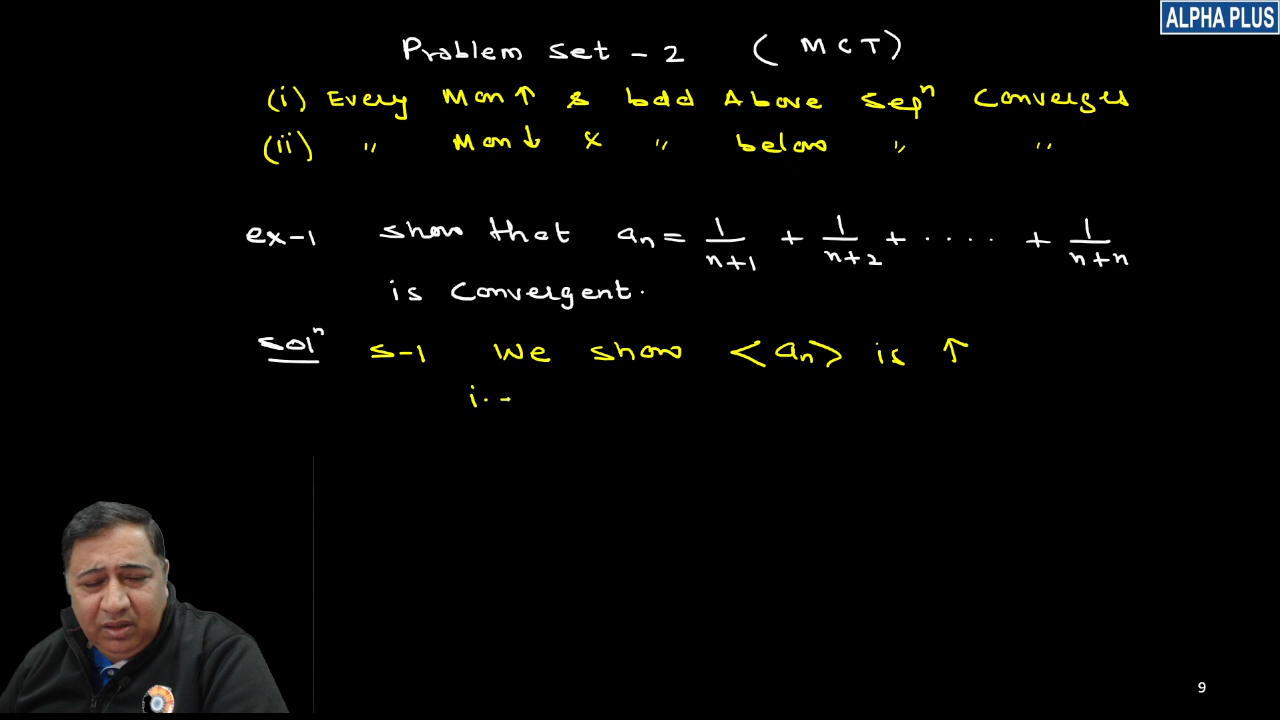 ALPHA PLUS
Problem set - 2 ( MCT )
(i) Every Mon↑ & bdd Above Seqⁿ Converges
(ii) " Mon↓ & " below " "
ex-1 show that aₙ = 1/(n+1) + 1/(n+2) + ..... + 1/(n+n)
is convergent.
Solⁿ S-1 We show <aₙ> is ↑
i.
9